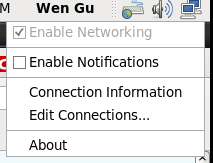 M Wen Gu
Enable Networking
Enable Notifications
Connection Information
Edit Connections...
About